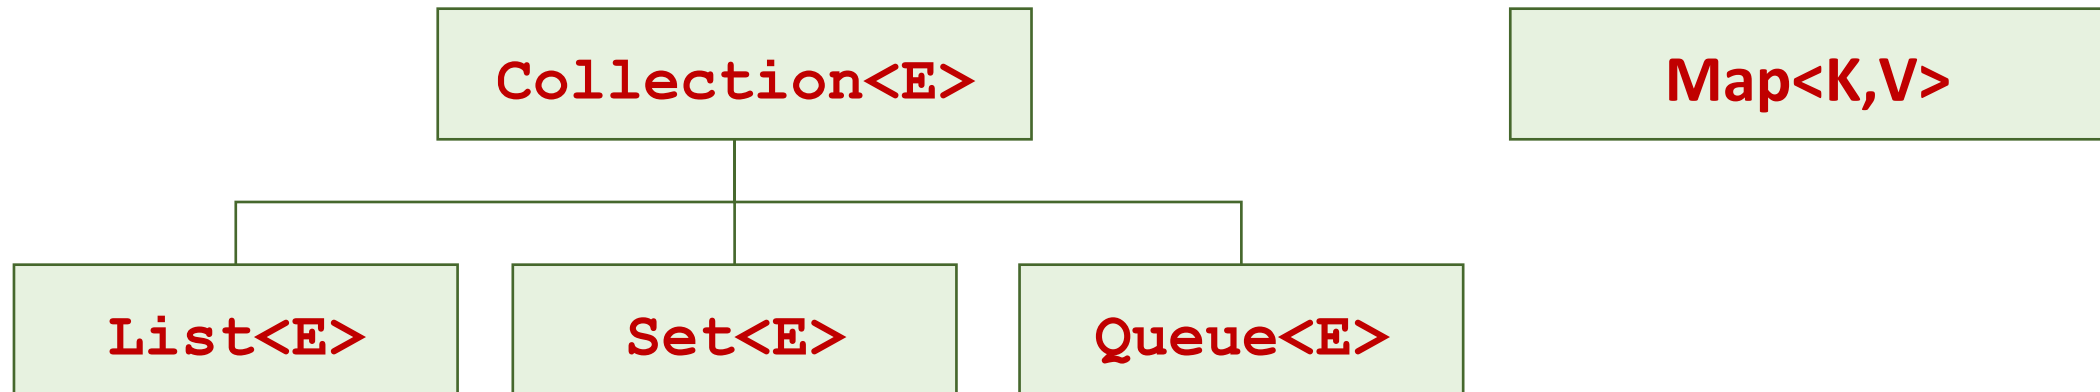 Collection<E>
Map<K,V>
List<E>
Set<E>
Queue<E>